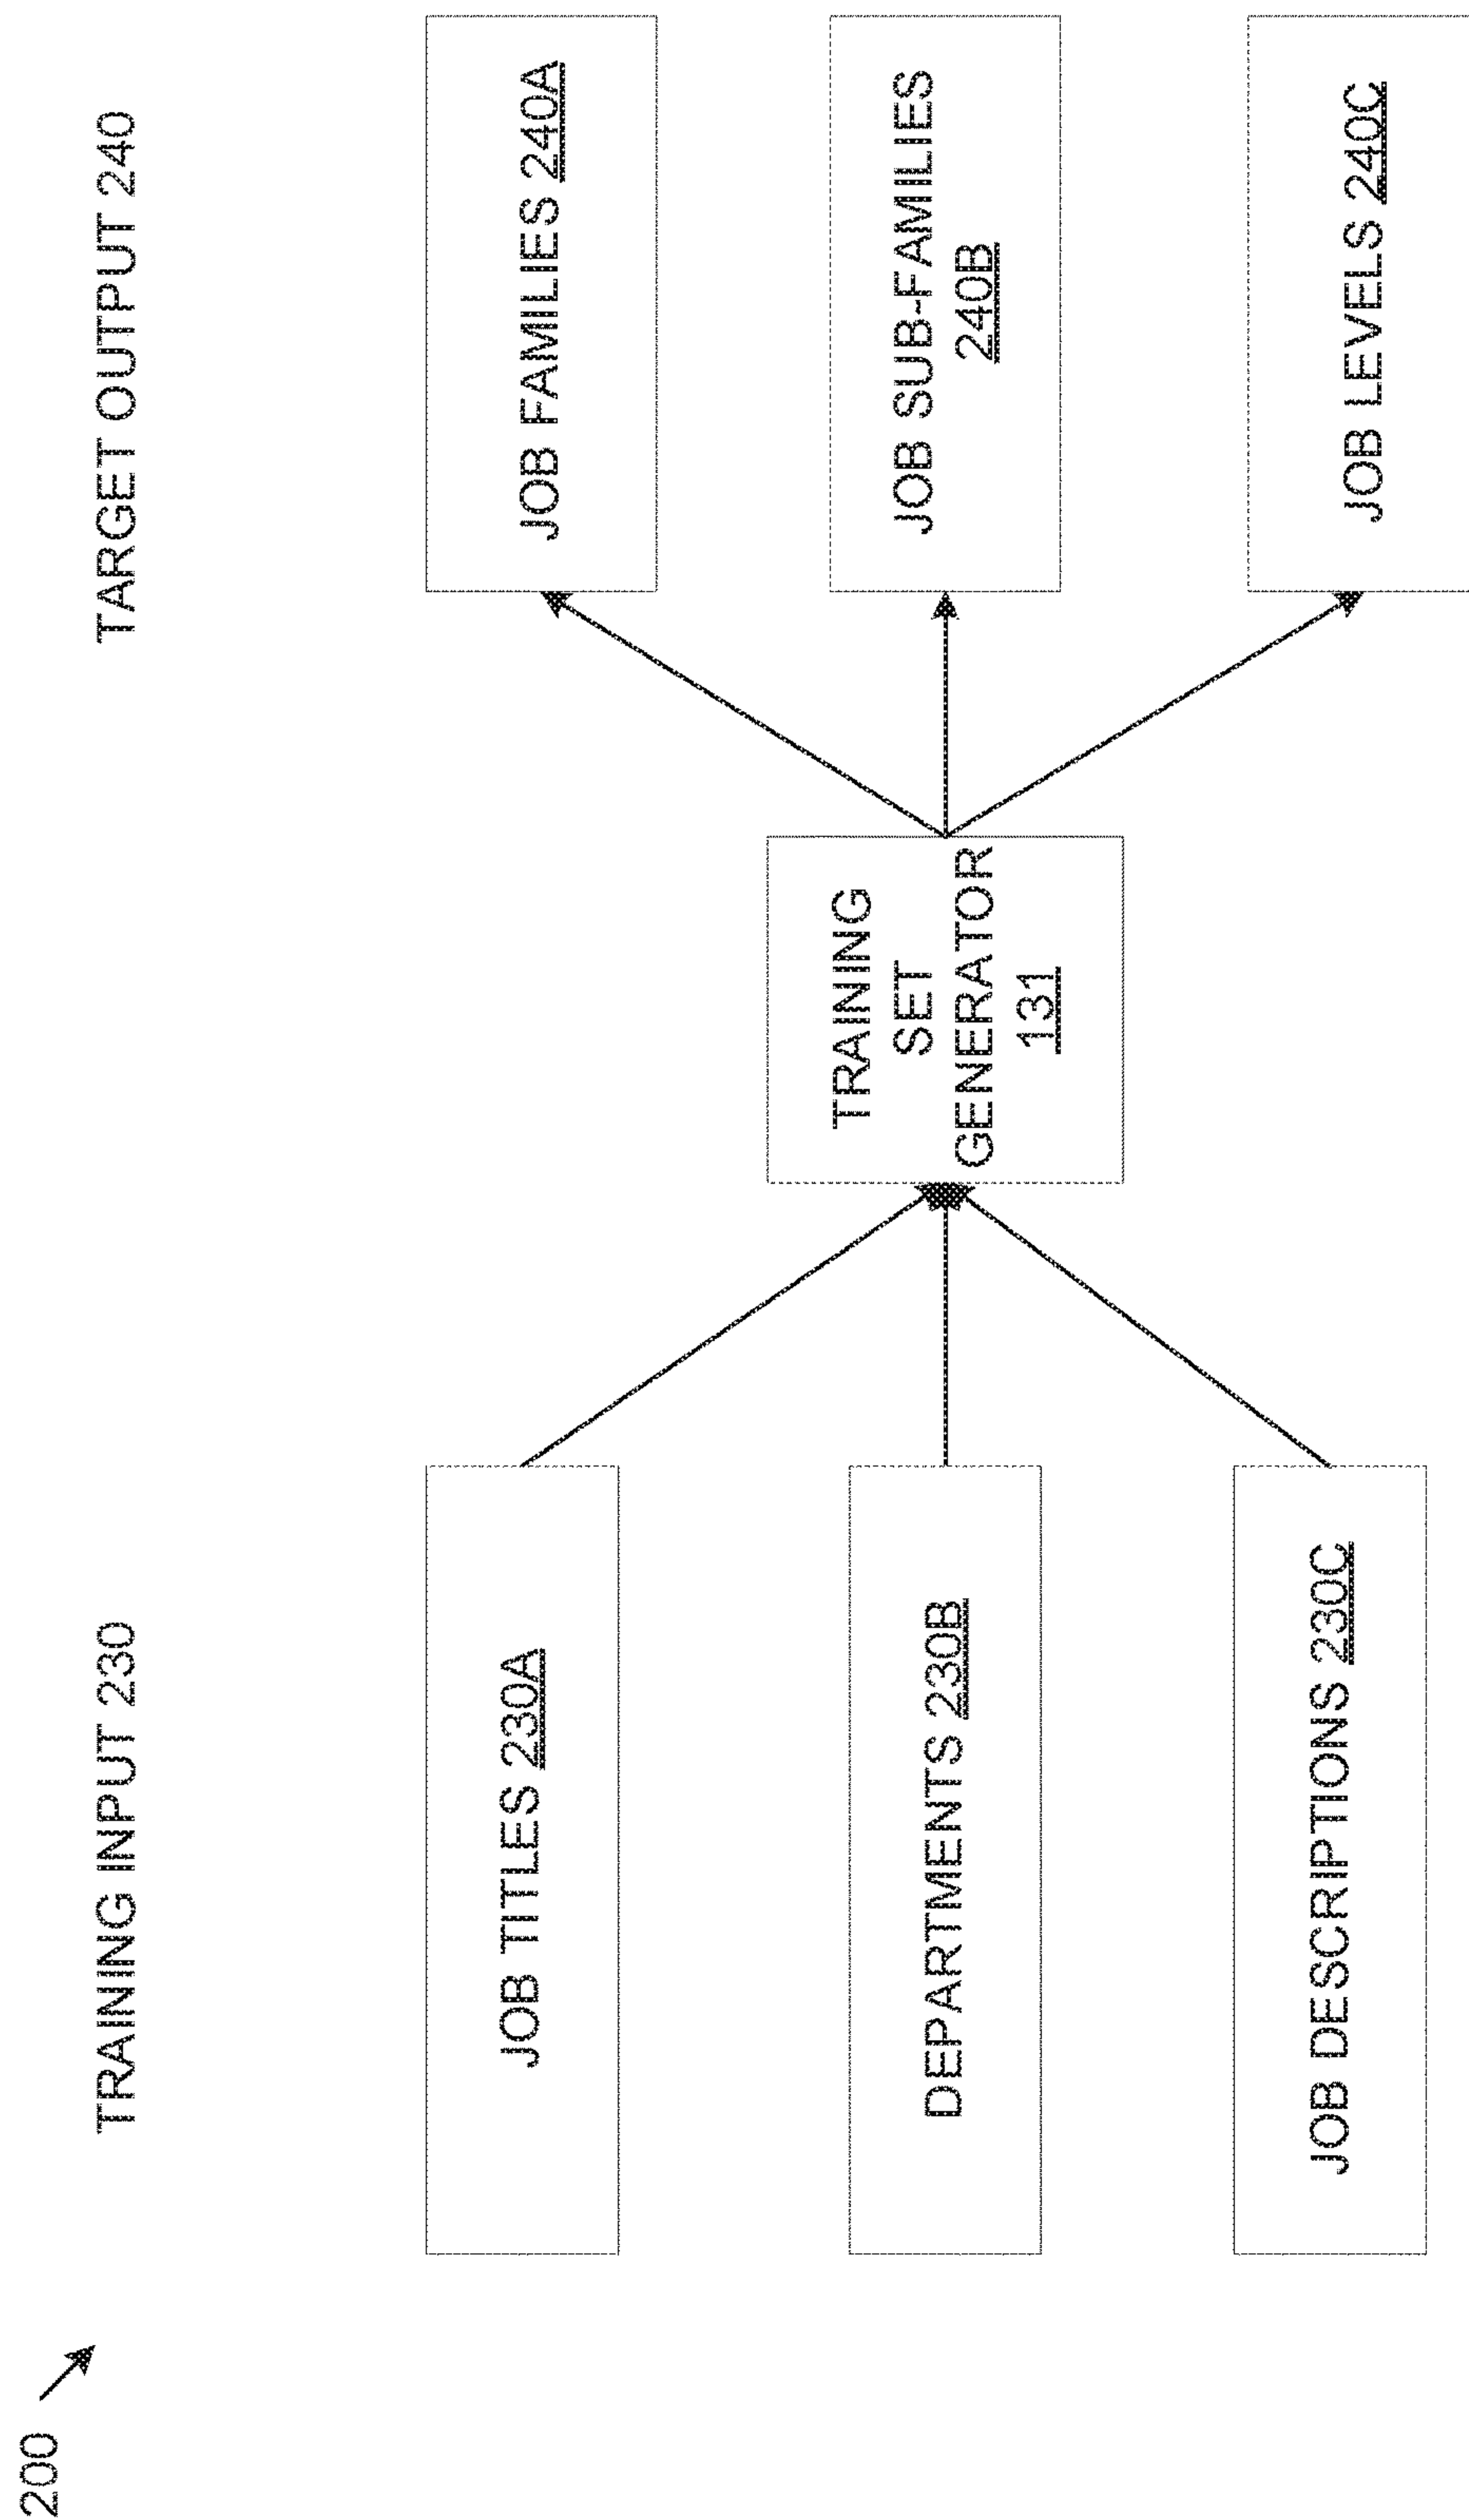 200
TRAINING INPUT 230
TARGET OUTPUT 240
JOB TITLES 230A
DEPARTMENTS 230B
JOB DESCRIPTIONS 230C
TRAINING
SET
GENERATOR
131
JOB FAMILIES 240A
JOB SUB-FAMILIES
240B
JOB LEVELS 240C